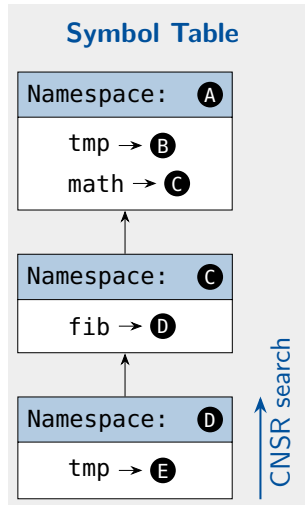 Symbol Table
Namespace: A
tmp → B
math → C
Namespace: C
fib → D
Namespace: D
tmp → E
CNSR search